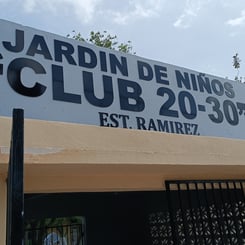 JARDIN DE NIÑOS
"CLUB 20-30"
EST. RAMIREZ